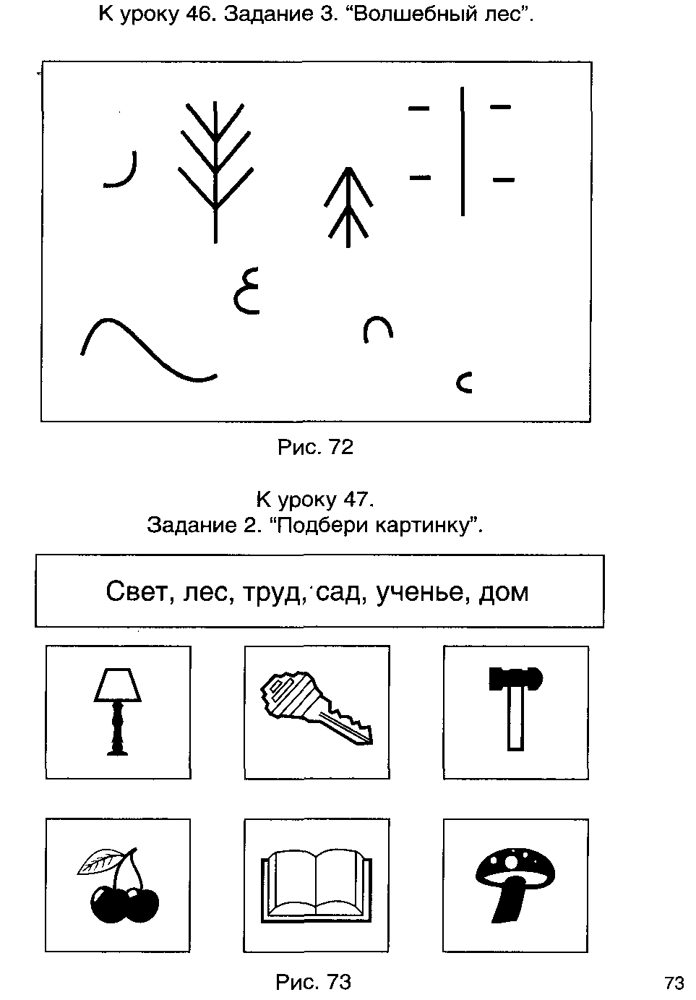 К уроку 46. Задание 3. “Волшебный лес”.
Рис. 72
К уроку 47.
Задание 2. “Подбери картинку”.
Свет, лес, труд, сад, ученье, дом
Рис. 73
73